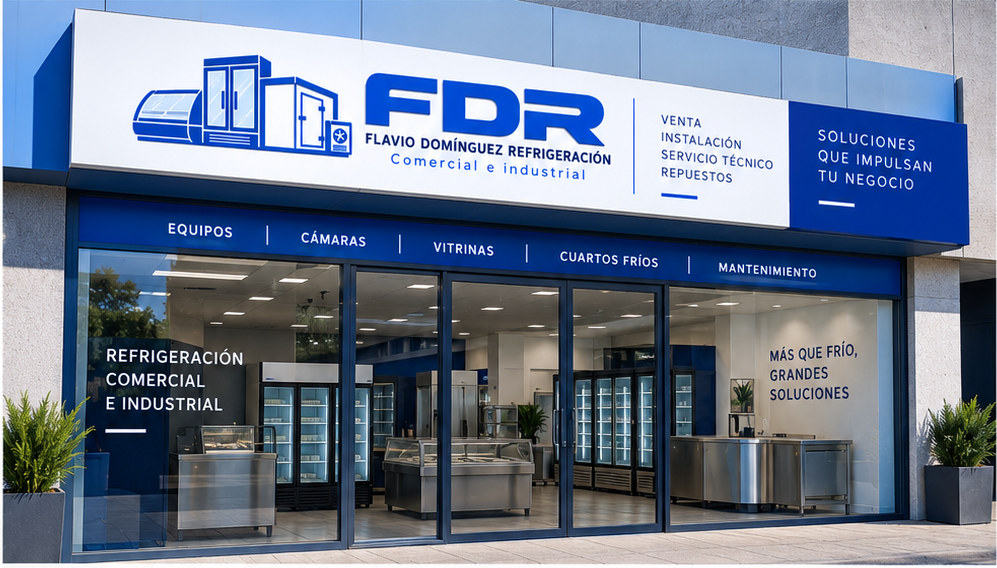 FDR
FLAVIO DOMÍNGUEZ REFRIGERACIÓN
Comercial e industrial
VENTA
INSTALACIÓN
SERVICIO TÉCNICO
REPUESTOS
SOLUCIONES
QUE IMPULSAN
TU NEGOCIO
EQUIPOS | CÁMARAS | VITRINAS | CUARTOS FRÍOS | MANTENIMIENTO
REFRIGERACIÓN
COMERCIAL
E INDUSTRIAL
MÁS QUE FRÍO,
GRANDES
SOLUCIONES